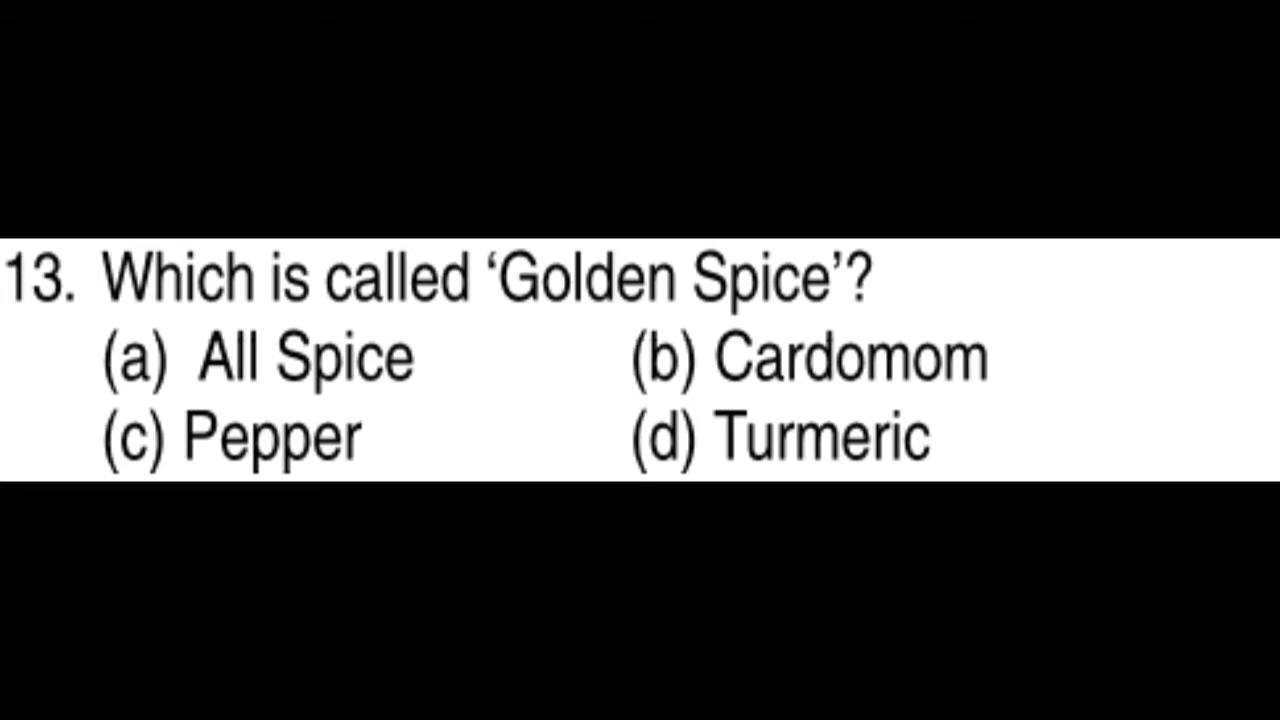 13. Which is called ‘Golden Spice’?
(a) All Spice (b) Cardomom
(c) Pepper (d) Turmeric